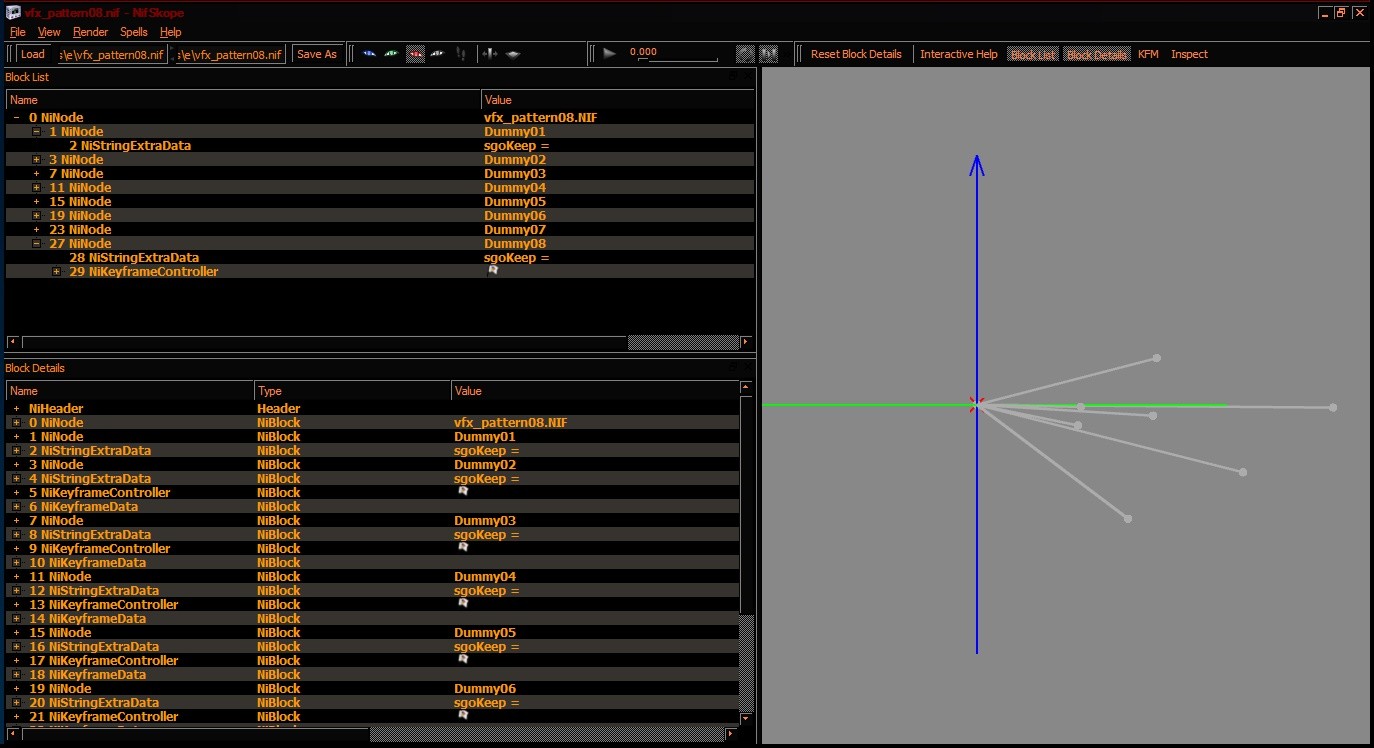 vfx_pattern08.nif - NifSkope
File View Render Spells Help
Load ;\e\vfx_pattern08.nif ;\e\vfx_pattern08.nif Save As 0.000 Reset Block Details Interactive Help Block List Block Details KFM Inspect
Block List
Name Value
0 NiNode vfx_pattern08.NIF
1 NiNode Dummy01
2 NiStringExtraData sgoKeep =
3 NiNode Dummy02
7 NiNode Dummy03
11 NiNode Dummy04
15 NiNode Dummy05
19 NiNode Dummy06
23 NiNode Dummy07
27 NiNode Dummy08
28 NiStringExtraData sgoKeep =
29 NiKeyframeController
Block Details
Name Type Value
NiHeader Header
0 NiNode NiBlock vfx_pattern08.NIF
1 NiNode NiBlock Dummy01
2 NiStringExtraData NiBlock sgoKeep =
3 NiNode NiBlock Dummy02
4 NiStringExtraData NiBlock sgoKeep =
5 NiKeyframeController NiBlock
6 NiKeyframeData NiBlock
7 NiNode NiBlock Dummy03
8 NiStringExtraData NiBlock sgoKeep =
9 NiKeyframeController NiBlock
10 NiKeyframeData NiBlock
11 NiNode NiBlock Dummy04
12 NiStringExtraData NiBlock sgoKeep =
13 NiKeyframeController NiBlock
14 NiKeyframeData NiBlock
15 NiNode NiBlock Dummy05
16 NiStringExtraData NiBlock sgoKeep =
17 NiKeyframeController NiBlock
18 NiKeyframeData NiBlock
19 NiNode NiBlock Dummy06
20 NiStringExtraData NiBlock sgoKeep =
21 NiKeyframeController NiBlock